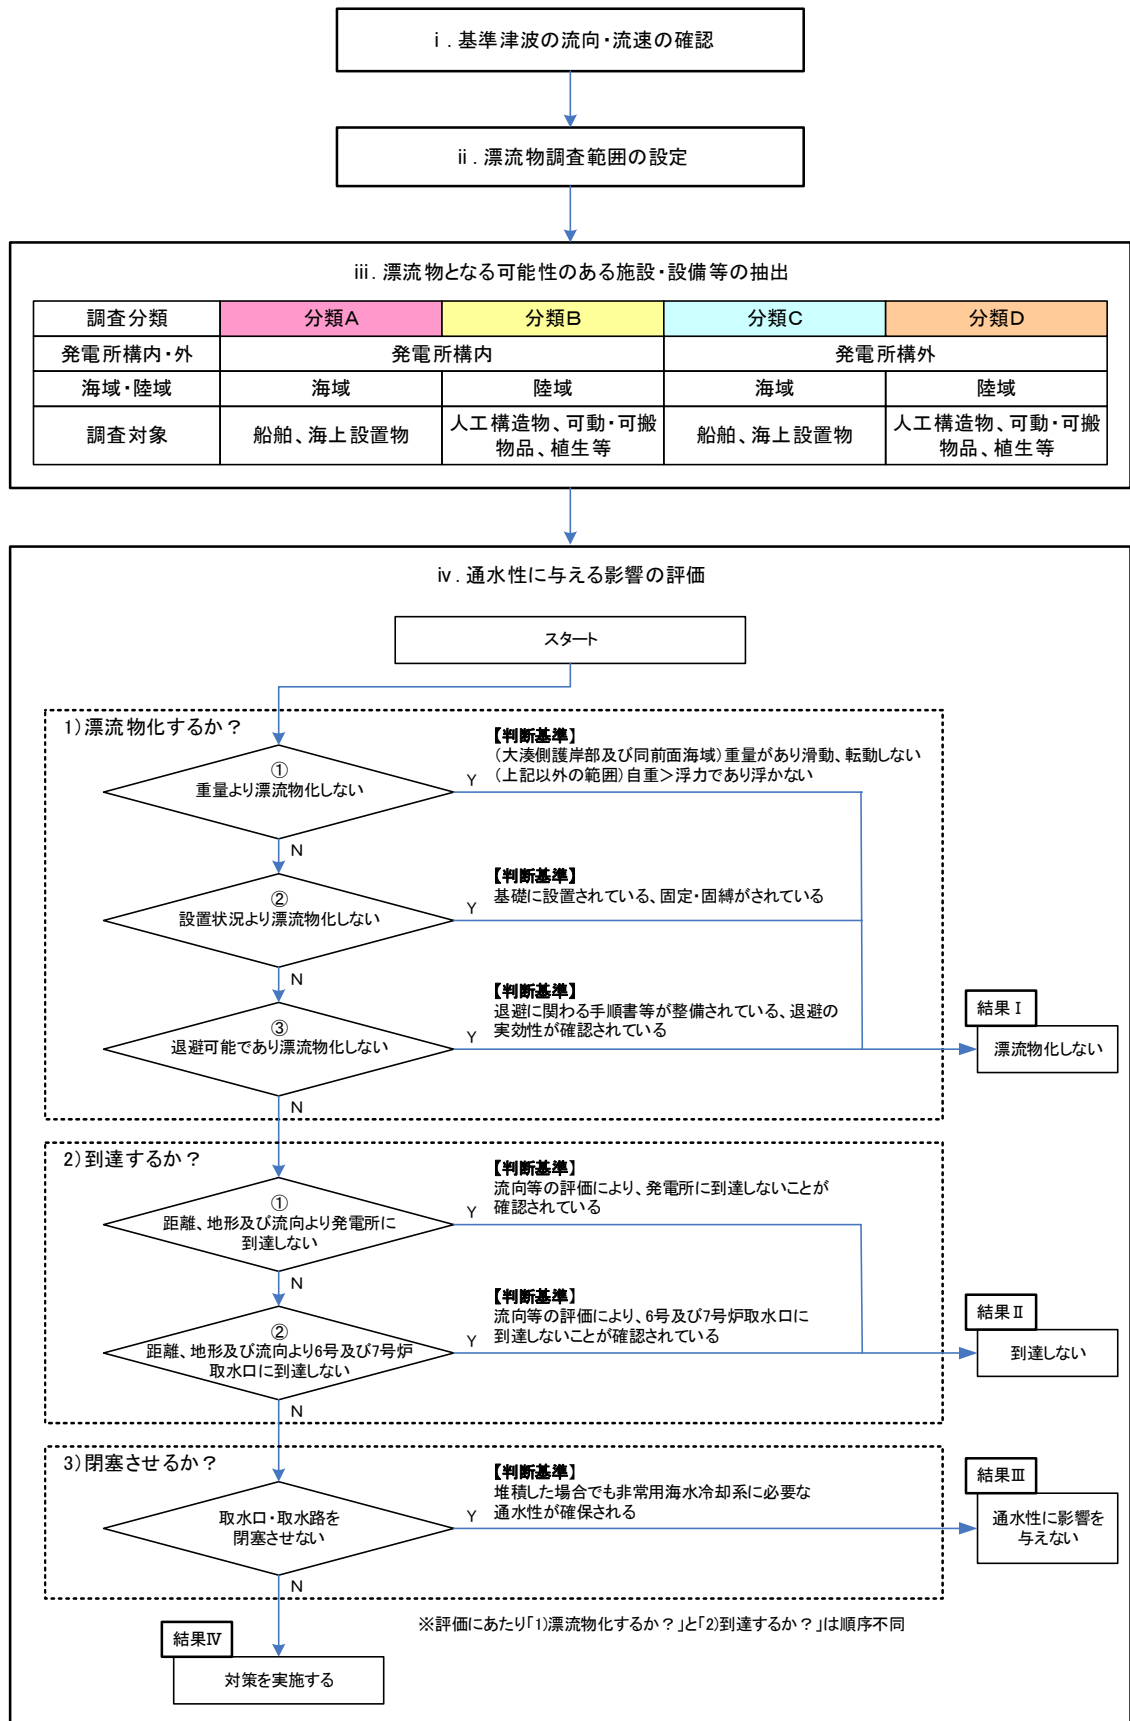 ⅰ．基準津波の流向・流速の確認
ⅱ．漂流物調査範囲の設定
ⅲ．漂流物となる可能性のある施設・設備等の抽出
調査分類 分類A 分類B 分類C 分類D
発電所構内・外 発電所構内 発電所構外
海域・陸域 海域 陸域 海域 陸域
調査対象 船舶、海上設置物 人工構造物、可動・可搬 船舶、海上設置物 人工構造物、可動・可搬
物品、植生等 物品、植生等
ⅳ．通水性に与える影響の評価
スタート
1)漂流物化するか？
【判断基準】
(大湊側護岸部及び同前面海域)重量があり滑動、転動しない
(上記以外の範囲)自重＞浮力であり浮かない
①
重量より漂流物化しない
Y
N
【判断基準】
基礎に設置されている、固定・固縛がされている
②
設置状況より漂流物化しない
Y
N
【判断基準】
退避に関わる手順書等が整備されている、退避の
実効性が確認されている
③
退避可能であり漂流物化しない
Y
N
結果Ⅰ
漂流物化しない
2)到達するか？
【判断基準】
流向等の評価により、発電所に到達しないことが
確認されている
①
距離、地形及び流向より発電所に
到達しない
Y
N
【判断基準】
流向等の評価により、6号及び7号炉取水口に
到達しないことが確認されている
②
距離、地形及び流向より6号及び7号炉
取水口に到達しない
Y
N
結果Ⅱ
到達しない
3)閉塞させるか？
【判断基準】
堆積した場合でも非常用海水冷却系に必要な
通水性が確保される
取水口・取水路を
閉塞させない
Y
N
結果Ⅲ
通水性に影響を
与えない
※評価にあたり「1)漂流物化するか？」と「2)到達するか？」は順序不同
結果Ⅳ
対策を実施する